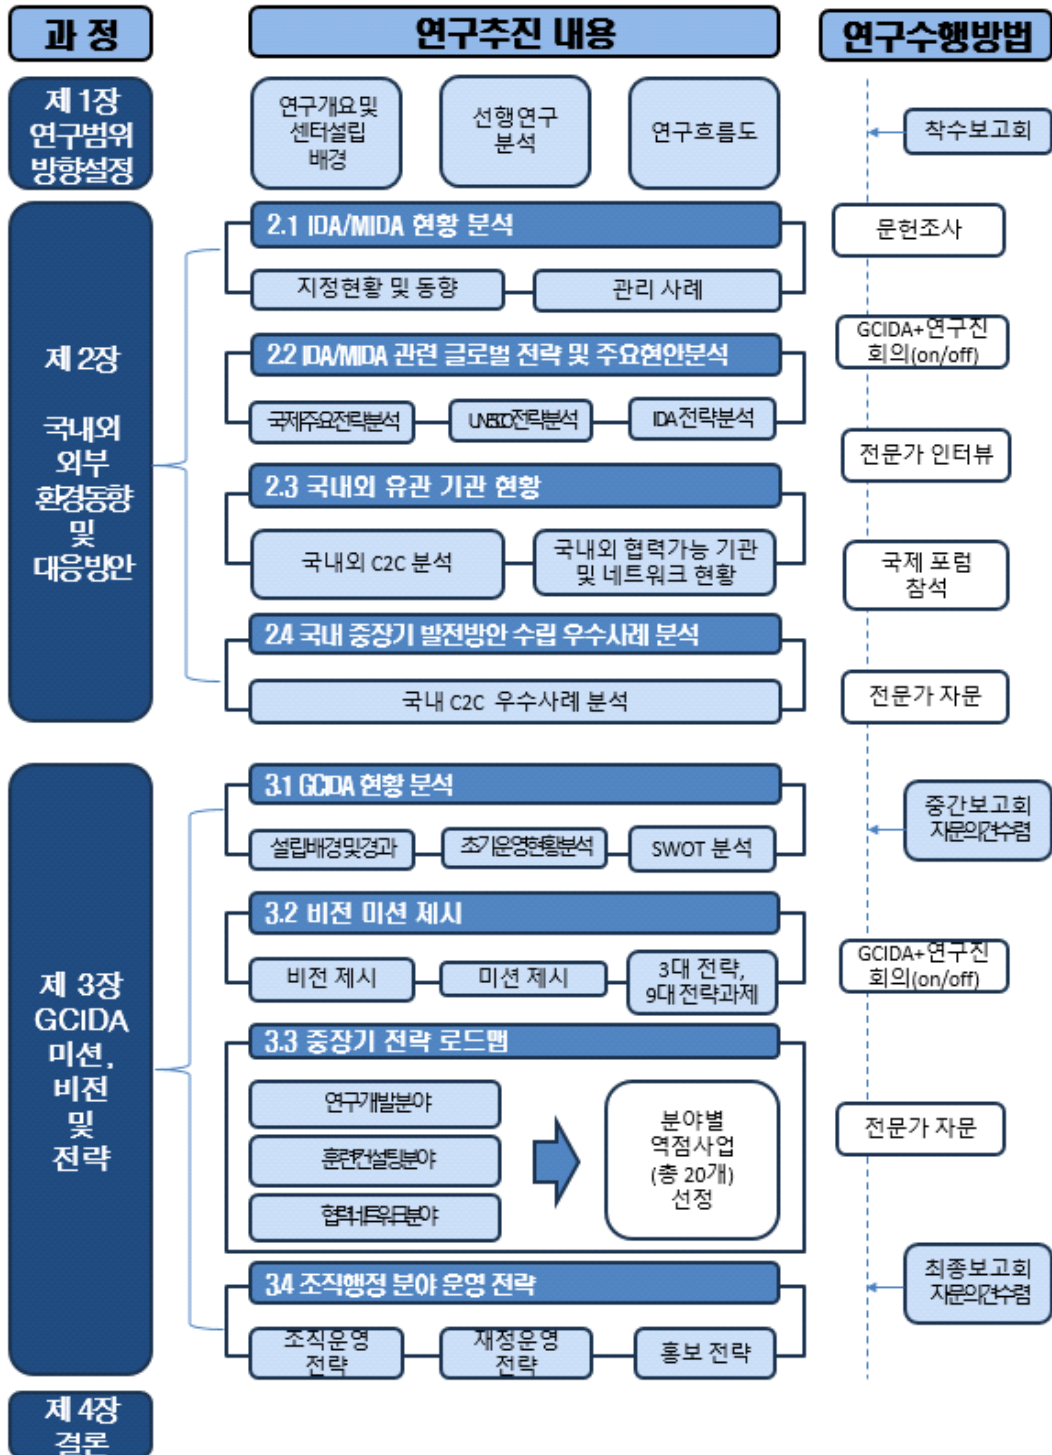 과 정
연구추진 내용
연구수행방법
제 1장
연구범위
방향설정
연구개요 및
센터설립
배경
선행연구
분석
연구흐름도
착수보고회
제 2장
국내외
외부
환경동향
및
대응방안
2.1 IDA/MIDA 현황 분석
지정현황 및 동향
관리 사례
2.2 IDA/MIDA 관련 글로벌 전략 및 주요현안분석
국제주요전략분석
UNESCO전략분석
IDA 전략분석
2.3 국내외 유관 기관 현황
국내외 C2C 분석
국내외 협력가능 기관
및 네트워크 현황
2.4 국내 중장기 발전방안 수립 우수사례 분석
국내 C2C 우수사례 분석
문헌조사
GCIDA+연구진
회의(on/off)
전문가 인터뷰
국제 포럼
참석
전문가 자문
제 3장
GCIDA
미션,
비전
및
전략
3.1 GCIDA 현황 분석
설립배경및경과
초기운영현황분석
SWOT 분석
3.2 비전 미션 제시
비전 제시
미션 제시
3대 전략,
9대 전략과제
3.3 중장기 전략 로드맵
연구개발분야
훈련컨설팅분야
협력네트워크분야
분야별
역점사업
(총 20개)
선정
3.4 조직행정 분야 운영 전략
조직운영
전략
재정운영
전략
홍보 전략
중간보고회
자문의견수렴
GCIDA+연구진
회의(on/off)
전문가 자문
최종보고회
자문의견수렴
제 4장
결론